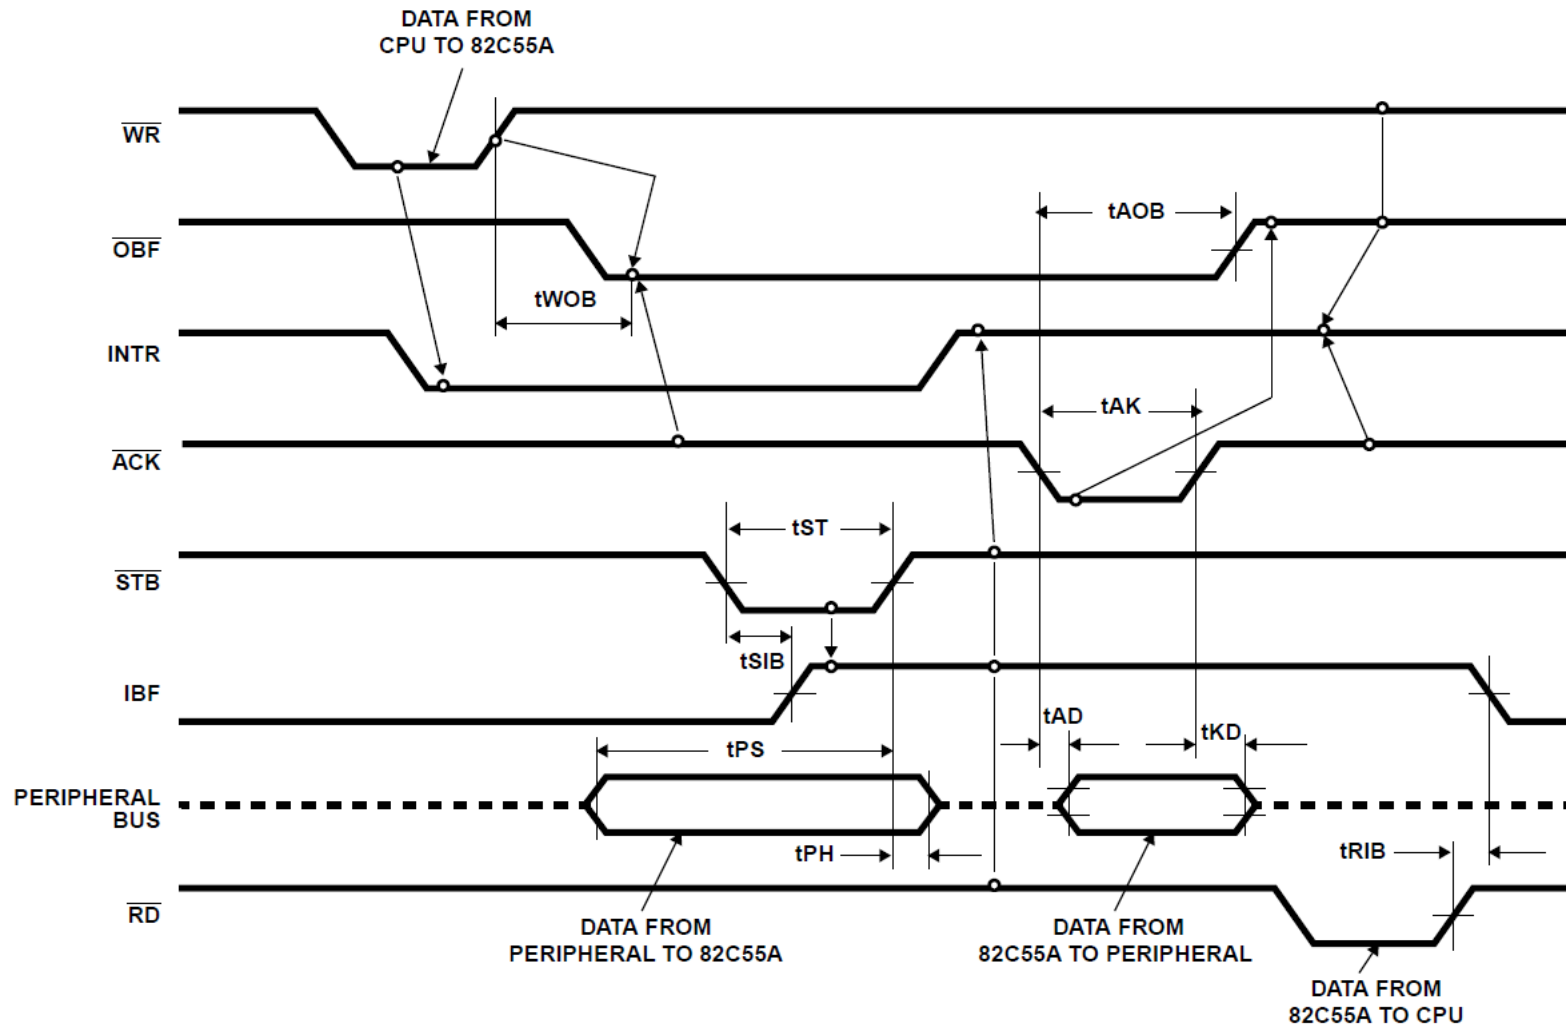 DATA FROM
CPU TO 82C55A
WR
OBF
tAOB
tWOB
INTR
tAK
ACK
tST
STB
tSIB
IBF
tAD
tKD
tPS
PERIPHERAL
BUS
tPH
tRIB
RD
DATA FROM
PERIPHERAL TO 82C55A
DATA FROM
82C55A TO PERIPHERAL
DATA FROM
82C55A TO CPU